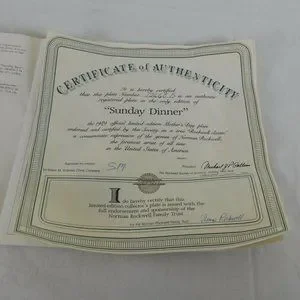 CERTIFICATE of AUTHENTICITY
It is hereby certified
that this plate Number is an authentic
registered plate in the only edition of
"Sunday Dinner"
the 1989 official limited edition Mother's Day plate
endorsed and certified by this Society as a true "Rockwell classic"
a consummate expression of the genius of Norman Rockwell,
the foremost artist of all time
in the United States of America.
I do hereby certify that this
limited-edition collector's plate is issued with the
full endorsement and sponsorship of the
Norman Rockwell Family Trust